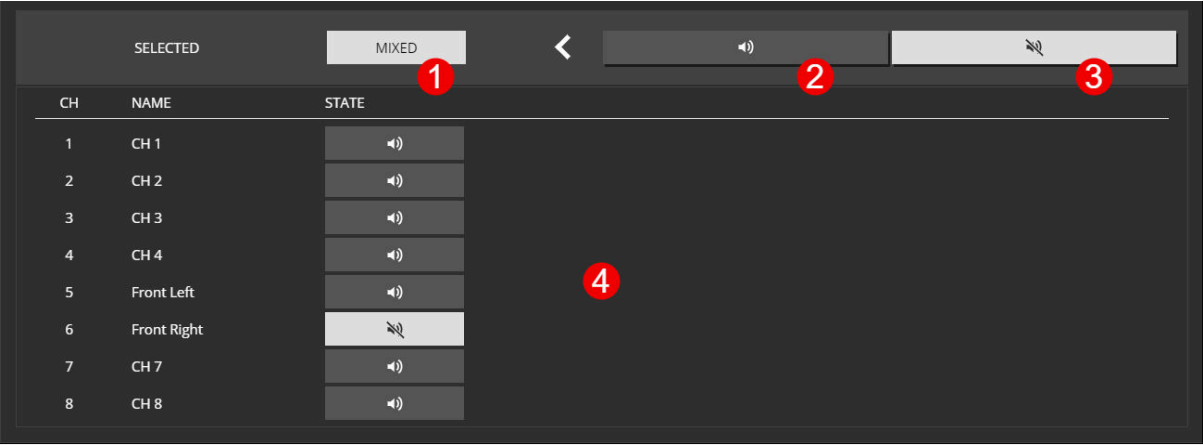 SELECTED MIXED
1 2 3
CH NAME STATE
1 CH 1
2 CH 2
3 CH 3
4 CH 4
4
5 Front Left
6 Front Right
7 CH 7
8 CH 8